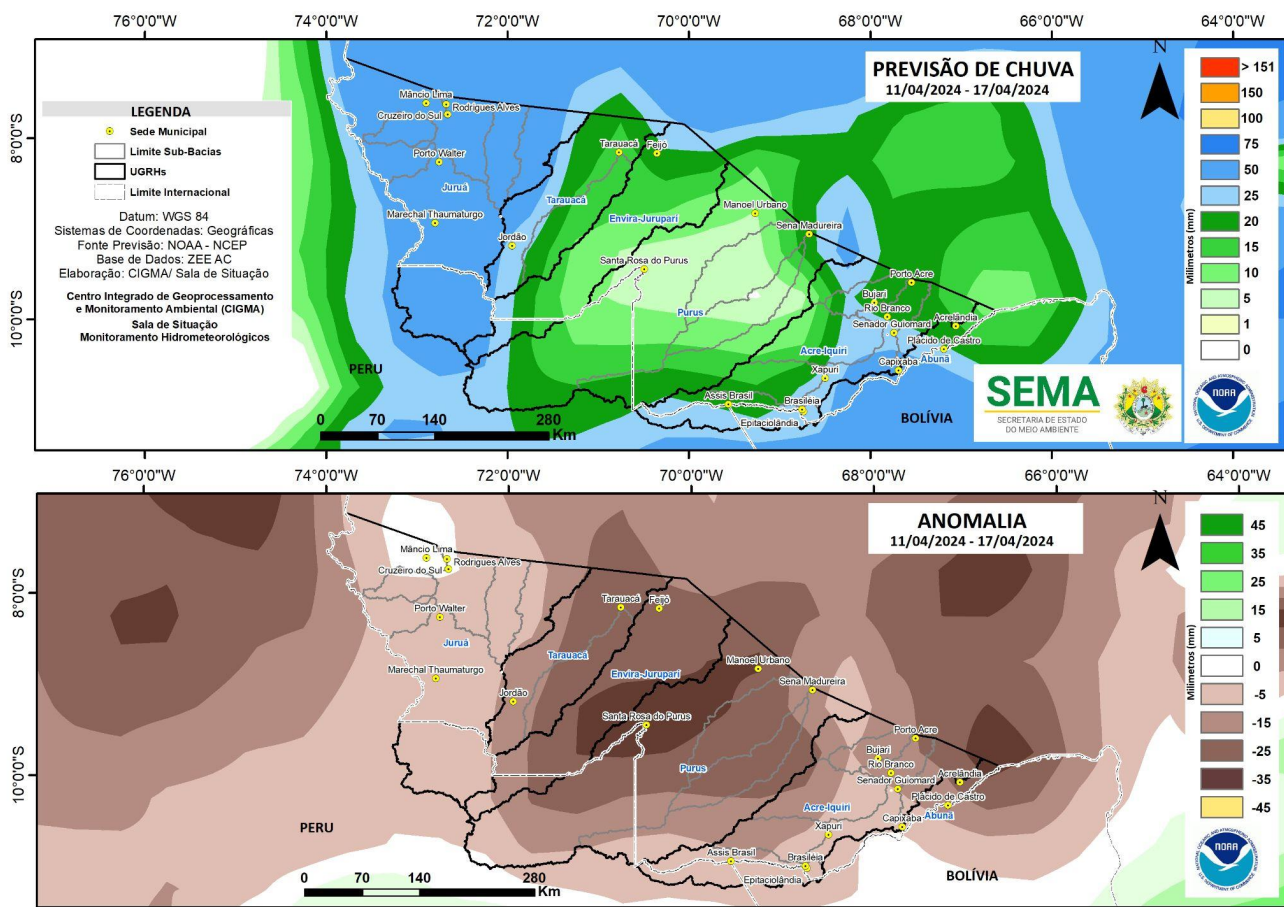 76°0'0"W
74°0'0"W
72°0'0"W
70°0'0"W
68°0'0"W
66°0'0"W
64°0'0"W
8°0'0"S
10°0'0"S
PREVISÃO DE CHUVA
11/04/2024 - 17/04/2024
N
LEGENDA
Sede Municipal
Limite Sub-Bacias
UGRHs
Limite Internacional
Datum: WGS 84
Sistemas de Coordenadas: Geográficas
Fonte Previsão: NOAA - NCEP
Base de Dados: ZEE AC
Elaboração: CIGMA/ Sala de Situação
Centro Integrado de Geoprocessamento
e Monitoramento Ambiental (CIGMA)
Sala de Situação
Monitoramento Hidrometeorológicos
Mâncio Lima
Rodrigues Alves
Cruzeiro do Sul
Porto Walter
Juruá
Marechal Thaumaturgo
Tarauacá
Feijó
Tarauacá
Jordão
Envira-Jurupari
Manoel Urbano
Sena Madureira
Santa Rosa do Purus
Purus
Porto Acre
Bujari
Rio Branco
Senador Guiomard
Acrelândia
Plácido de Castro
Acre-Iquiri
Abunã
Capixaba
Xapuri
Assis Brasil
Brasiléia
Epitaciolândia
PERU
BOLÍVIA
0 70 140 280
Km
Milímetros (mm)
> 151
150
100
75
50
25
20
15
10
5
1
0
SEMA
SECRETARIA DE ESTADO
DO MEIO AMBIENTE
NOAA
76°0'0"W
74°0'0"W
72°0'0"W
70°0'0"W
68°0'0"W
66°0'0"W
64°0'0"W
8°0'0"S
10°0'0"S
ANOMALIA
11/04/2024 - 17/04/2024
N
Mâncio Lima
Rodrigues Alves
Cruzeiro do Sul
Porto Walter
Juruá
Marechal Thaumaturgo
Tarauacá
Feijó
Tarauacá
Jordão
Envira-Jurupari
Manoel Urbano
Sena Madureira
Santa Rosa do Purus
Purus
Porto Acre
Bujari
Rio Branco
Senador Guiomard
Acrelândia
Plácido de Castro
Acre-Iquiri
Abunã
Capixaba
Xapuri
Assis Brasil
Brasiléia
Epitaciolândia
PERU
BOLÍVIA
0 70 140 280
Km
Milímetros (mm)
45
35
25
15
5
0
-5
-15
-25
-35
-45
NOAA